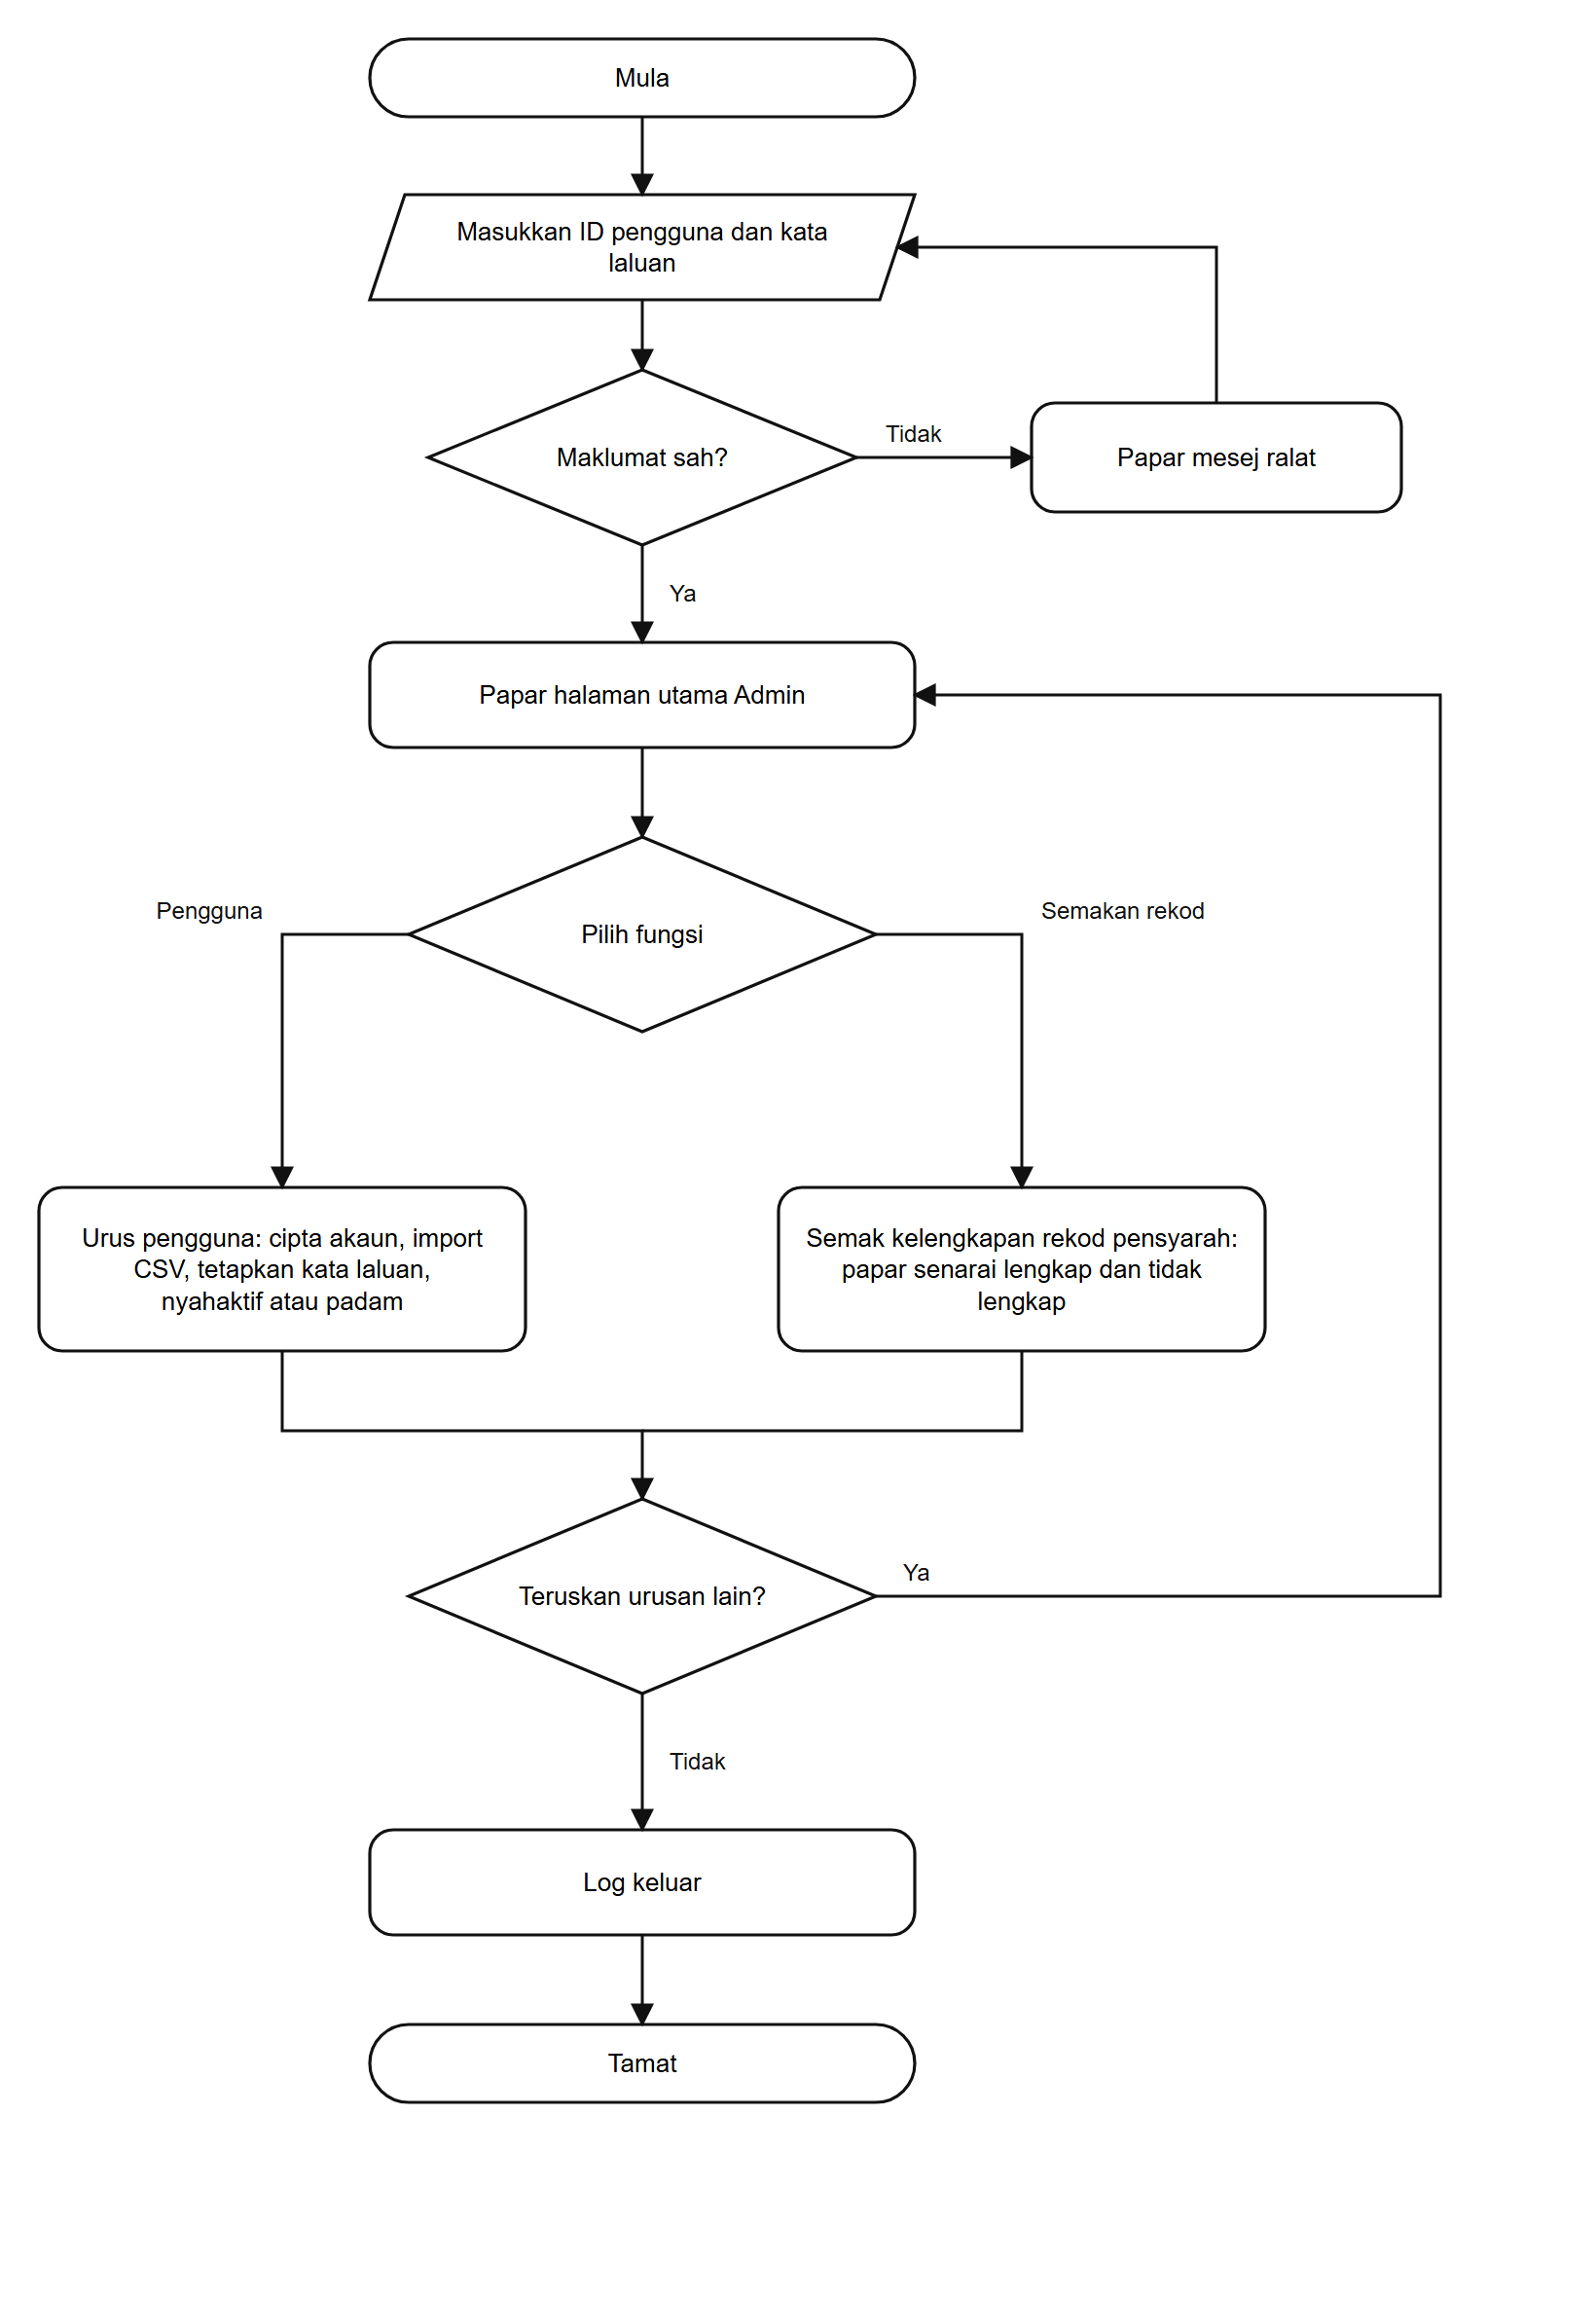 Mula
Masukkan ID pengguna dan kata
laluan
Maklumat sah?
Tidak
Papar mesej ralat
Ya
Papar halaman utama Admin
Pengguna
Pilih fungsi
Semakan rekod
Urus pengguna: cipta akaun, import
CSV, tetapkan kata laluan,
nyahaktif atau padam
Semak kelengkapan rekod pensyarah:
papar senarai lengkap dan tidak
lengkap
Teruskan urusan lain?
Ya
Tidak
Log keluar
Tamat